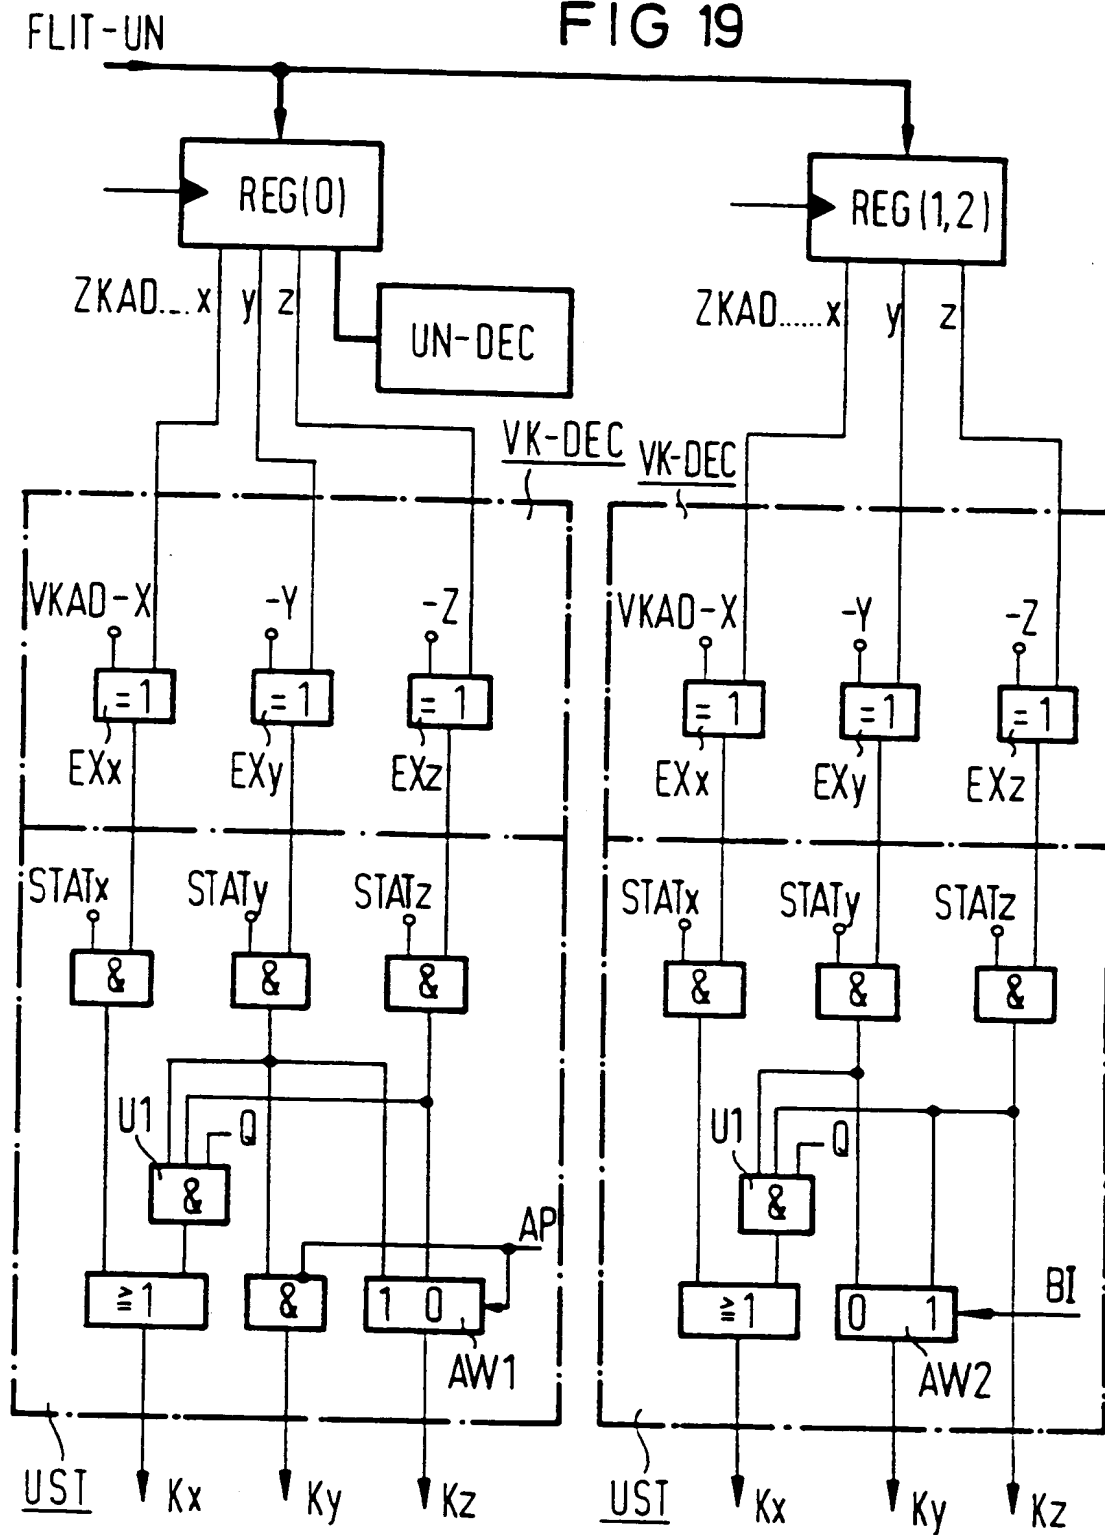 FIG 19
FLIT-UN
REG(0)
REG(1,2)
ZKAD....x y z
ZKAD......x y z
UN-DEC
VK-DEC
VK-DEC
VKAD-X -Y -Z
VKAD-X -Y -Z
=1 =1 =1
=1 =1 =1
EXx EXy EXz
EXx EXy EXz
STATx STATy STATz
STATx STATy STATz
& & &
& & &
U1 Q
U1 Q
&
&
AP
≧1 & 1 0
BI
≧1 0 1
AW1
AW2
UST Kx Ky Kz
UST Kx Ky Kz